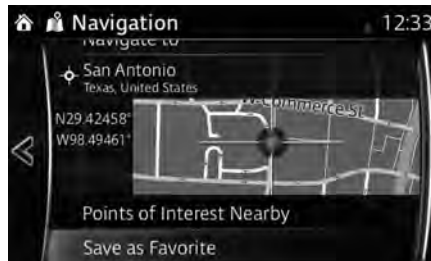 Navigation
12:33
Navigate to
San Antonio
Texas, United States
N29.42458°
W98.49461°
W Commerce St
Points of Interest Nearby
Save as Favorite